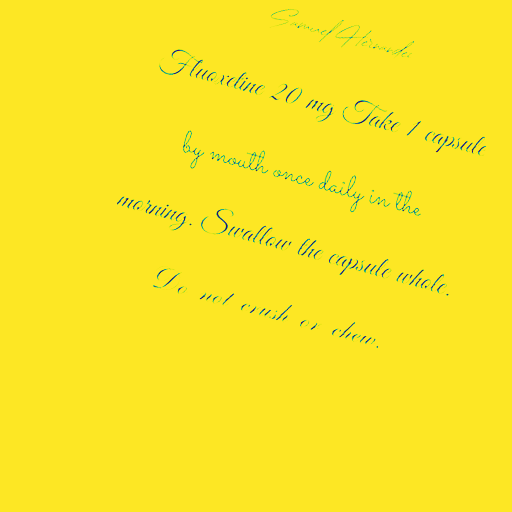 Samuel Hernandez
Fluoxetine 20 mg Take 1 capsule
by mouth once daily in the
morning. Swallow the capsule whole.
Do not crush or chew.